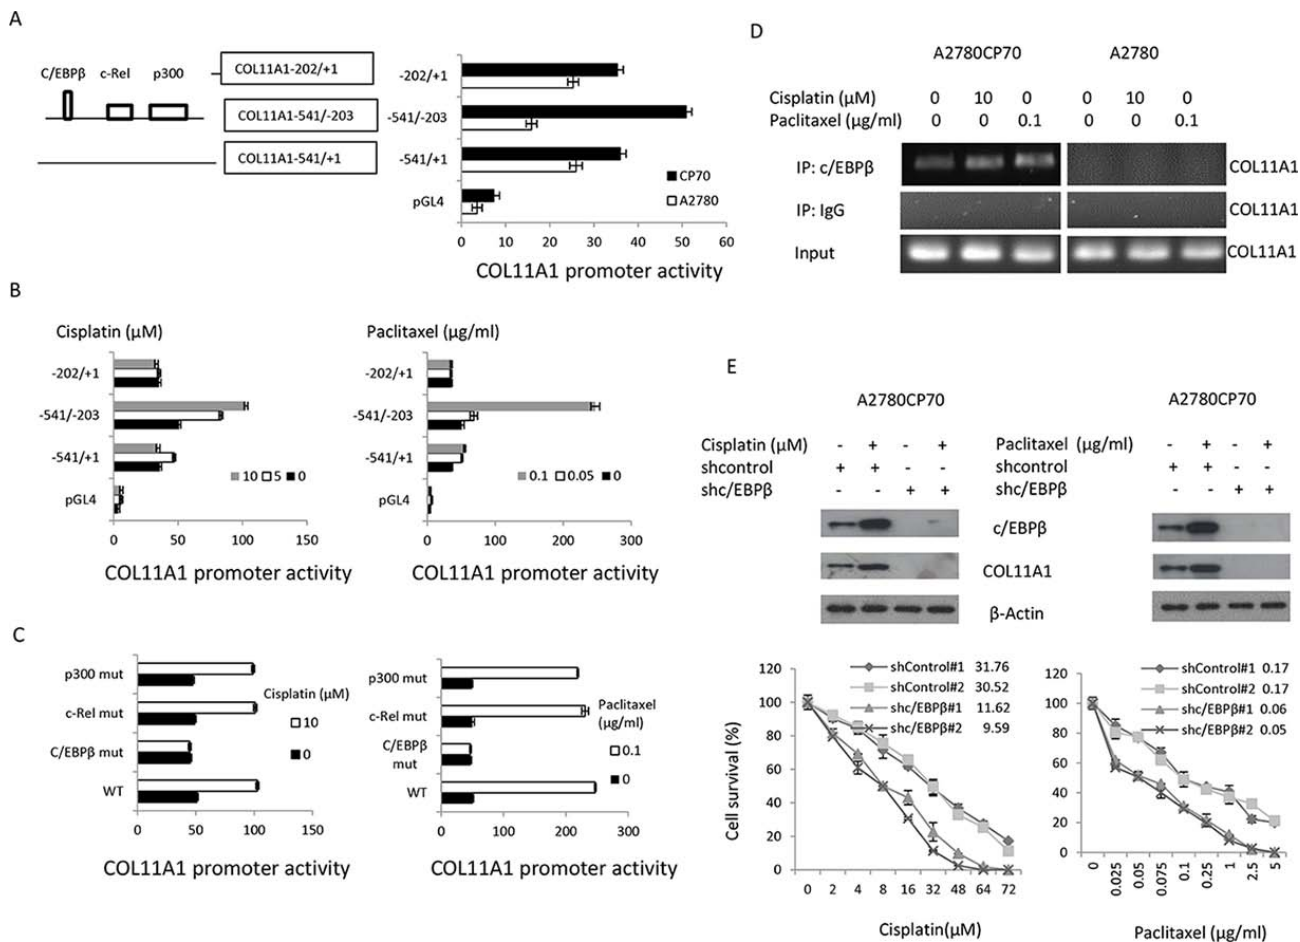 A
C/EBPβ c-Rel p300
COL11A1-202/+1
COL11A1-541/-203
COL11A1-541/+1
-202/+1
-541/-203
-541/+1
pGL4
CP70
A2780
0 10 20 30 40 50 60
COL11A1 promoter activity
B
Cisplatin (μM)
-202/+1
-541/-203
-541/+1
pGL4
10 5 0
0 50 100 150
COL11A1 promoter activity
Paclitaxel (μg/ml)
-202/+1
-541/-203
-541/+1
pGL4
0.1 0.05 0
0 100 200 300
COL11A1 promoter activity
C
p300 mut
c-Rel mut
C/EBPβ mut
WT
Cisplatin (μM)
10
0
0 50 100 150
COL11A1 promoter activity
p300 mut
c-Rel mut
C/EBPβ
mut
WT
Paclitaxel
(μg/ml)
0.1
0
0 100 200 300
COL11A1 promoter activity
D
A2780CP70 A2780
Cisplatin (μM) 0 10 0 0 10 0
Paclitaxel (μg/ml) 0 0 0.1 0 0 0.1
IP: c/EBPβ COL11A1
IP: IgG COL11A1
Input COL11A1
E
A2780CP70
Cisplatin (μM) - + - +
shcontrol + + - -
shc/EBPβ - - + +
A2780CP70
Paclitaxel (μg/ml) - + - +
shcontrol + + - -
shc/EBPβ - - + +
c/EBPβ
COL11A1
β-Actin
120
100
80
60
40
20
0
Cell survival (%)
shControl#1 31.76
shControl#2 30.52
shc/EBPβ#1 11.62
shc/EBPβ#2 9.59
0 2 4 8 16 32 48 64 72
Cisplatin(μM)
120
100
80
60
40
20
0
shControl#1 0.17
shControl#2 0.17
shc/EBPβ#1 0.06
shc/EBPβ#2 0.05
0 0.025 0.05 0.075 0.1 0.25 1 2.5 5
Paclitaxel (μg/ml)